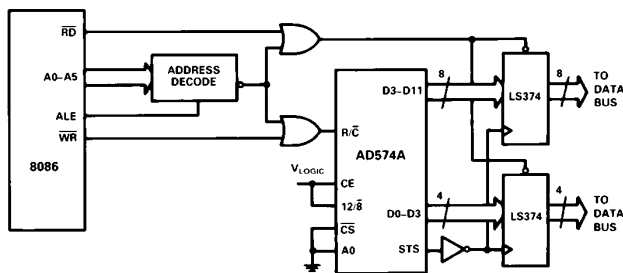 RD
A0–A5
ALE
WR
8086
ADDRESS
DECODE
AD574A
R/C
VLOGIC
CE
12/8
CS
A0
D3–D11
D0–D3
STS
8
4
LS374
LS374
8
TO
DATA
BUS
4
TO
DATA
BUS